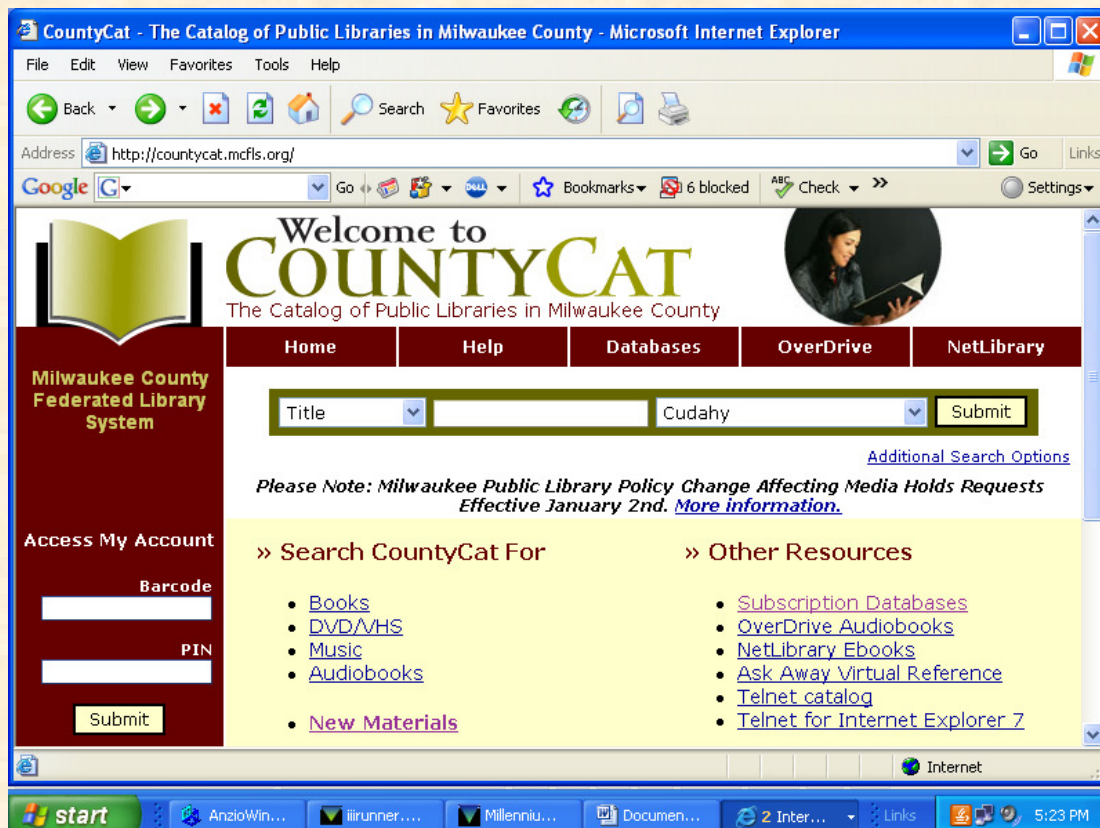 CountyCat - The Catalog of Public Libraries in Milwaukee County - Microsoft Internet Explorer
File Edit View Favorites Tools Help
Back Search Favorites
Address http://countycat.mcfls.org/ Go Links
Google G Go DELL Bookmarks 6 blocked ABC Check » Settings
Welcome to
COUNTYCAT
The Catalog of Public Libraries in Milwaukee County
Home Help Databases OverDrive NetLibrary
Milwaukee County
Federated Library
System
Title Cudahy Submit
Additional Search Options
Please Note: Milwaukee Public Library Policy Change Affecting Media Holds Requests
Effective January 2nd. More information.
Access My Account
Barcode
PIN
Submit
» Search CountyCat For
• Books
• DVD/VHS
• Music
• Audiobooks
• New Materials
» Other Resources
• Subscription Databases
• OverDrive Audiobooks
• NetLibrary Ebooks
• Ask Away Virtual Reference
• Telnet catalog
• Telnet for Internet Explorer 7
Internet
start AnzioWin... iiirunner.... Millenniu... Documen... 2 Inter... Links 5:23 PM